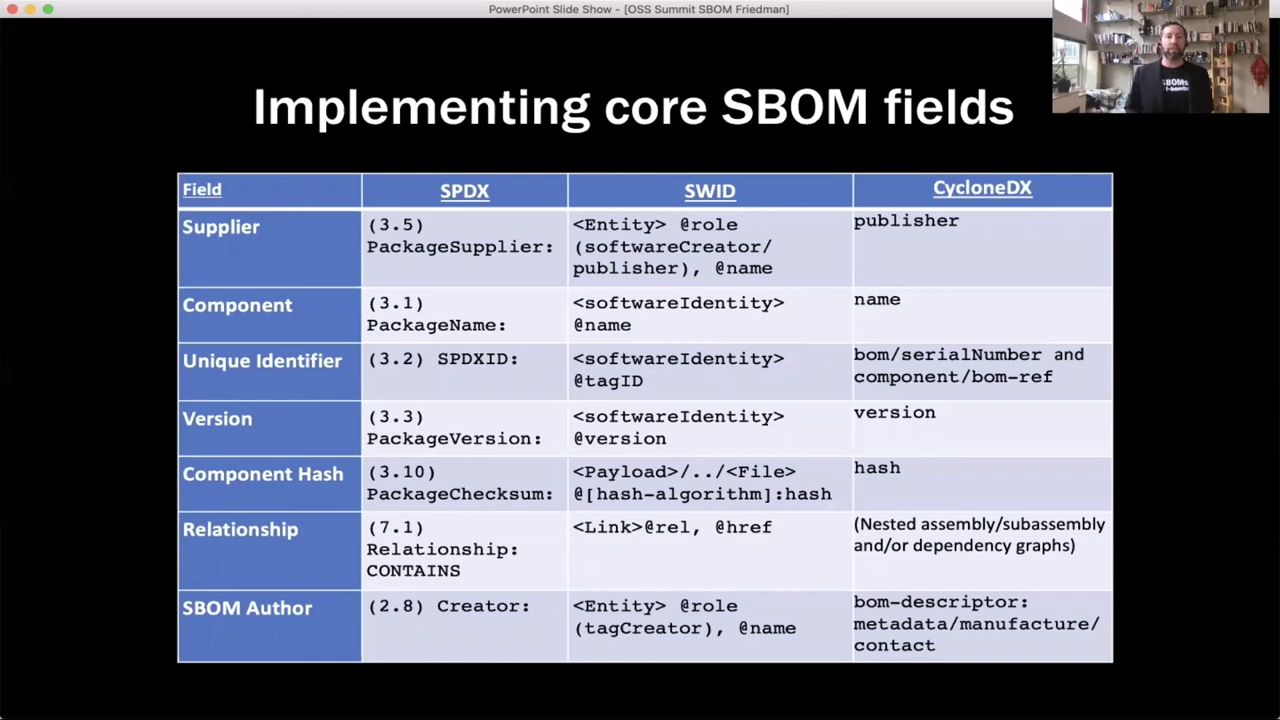 PowerPoint Slide Show - [OSS Summit SBOM Friedman]
Implementing core SBOM fields
Field
SPDX
SWID
CycloneDX
Supplier
(3.5)
PackageSupplier:
<Entity> @role
(softwareCreator/
publisher), @name
publisher
Component
(3.1)
PackageName:
<softwareIdentity>
@name
name
Unique Identifier
(3.2) SPDXID:
<softwareIdentity>
@tagID
bom/serialNumber and
component/bom-ref
Version
(3.3)
PackageVersion:
<softwareIdentity>
@version
version
Component Hash
(3.10)
PackageChecksum:
<Payload>/../<File>
@[hash-algorithm]:hash
hash
Relationship
(7.1)
Relationship:
CONTAINS
<Link>@rel, @href
(Nested assembly/subassembly
and/or dependency graphs)
SBOM Author
(2.8) Creator:
<Entity> @role
(tagCreator), @name
bom-descriptor:
metadata/manufacture/
contact